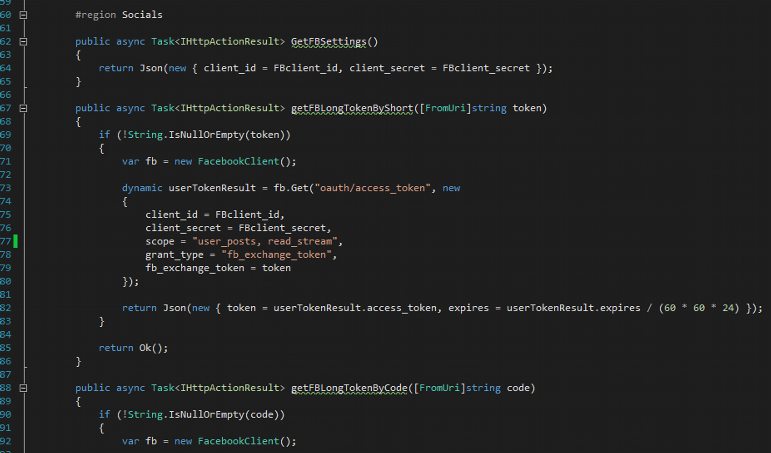 59
60 #region Socials
61
62 public async Task<IHttpActionResult> GetFBSettings()
63 {
64 return Json(new { client_id = FBclient_id, client_secret = FBclient_secret });
65 }
66
67 public async Task<IHttpActionResult> getFBLongTokenByShort([FromUri]string token)
68 {
69 if (!String.IsNullOrEmpty(token))
70 {
71 var fb = new FacebookClient();
72
73 dynamic userTokenResult = fb.Get("oauth/access_token", new
74 {
75 client_id = FBclient_id,
76 client_secret = FBclient_secret,
77 scope = "user_posts, read_stream",
78 grant_type = "fb_exchange_token",
79 fb_exchange_token = token
80 });
81
82 return Json(new { token = userTokenResult.access_token, expires = userTokenResult.expires / (60 * 60 * 24) });
83 }
84
85 return Ok();
86 }
87
88 public async Task<IHttpActionResult> getFBLongTokenByCode([FromUri]string code)
89 {
90 if (!String.IsNullOrEmpty(code))
91 {
92 var fb = new FacebookClient();